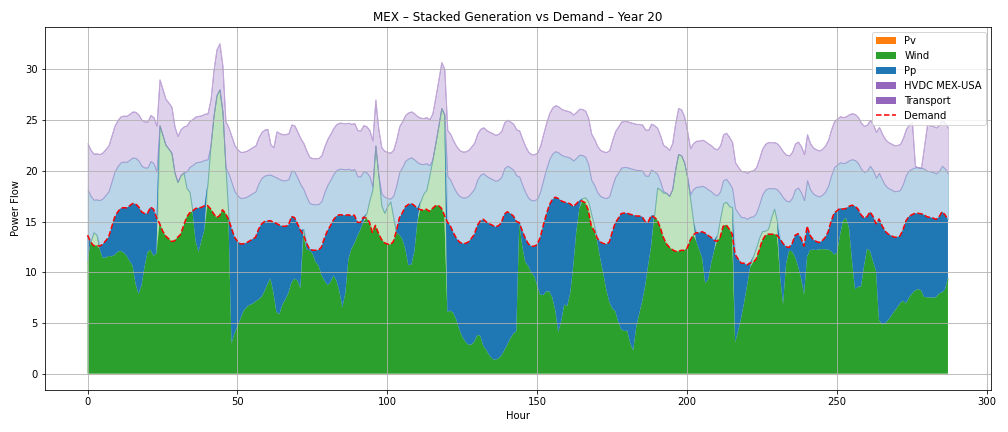 MEX – Stacked Generation vs Demand – Year 20
Power Flow
30
25
20
15
10
5
0
0 50 100 150 200 250 300
Hour
Pv
Wind
Pp
HVDC MEX-USA
Transport
Demand